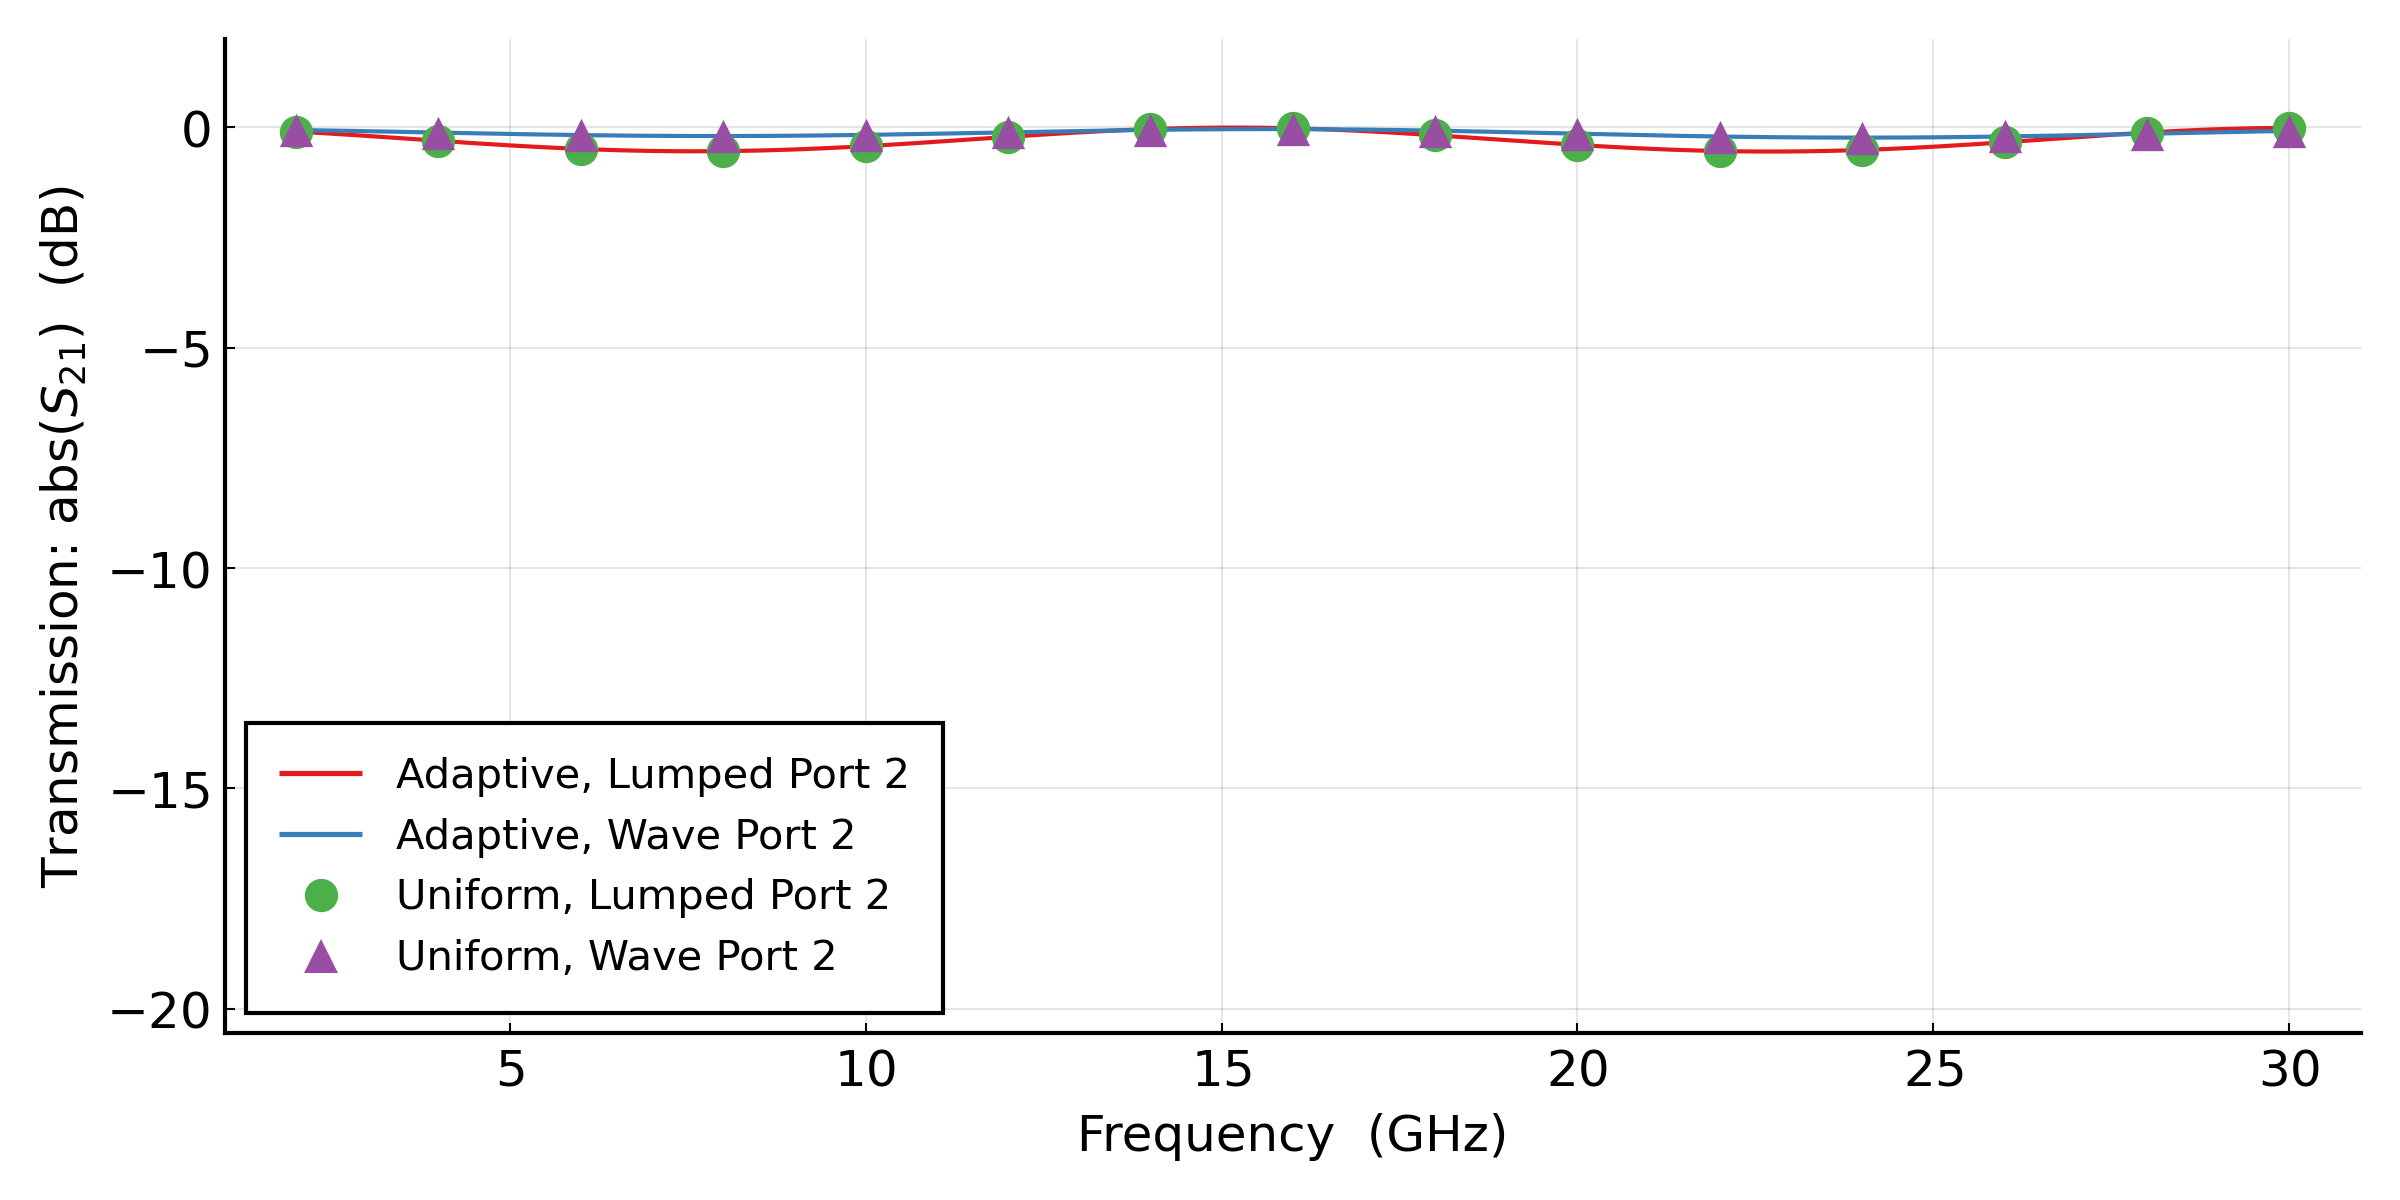 Transmission: abs(S₂₁) (dB)
0
−5
−10
−15
−20
Adaptive, Lumped Port 2
Adaptive, Wave Port 2
Uniform, Lumped Port 2
Uniform, Wave Port 2
5 10 15 20 25 30
Frequency (GHz)